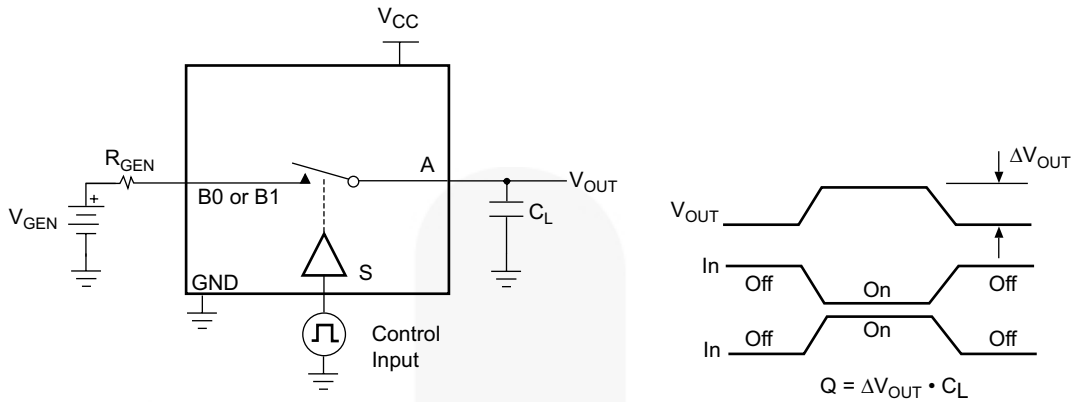 V_CC
R_GEN
B0 or B1
A
V_OUT
+
V_GEN
C_L
S
GND
Control
Input
ΔV_OUT
V_OUT
In
Off
On
Off
In
Off
On
Off
Q = ΔV_OUT • C_L